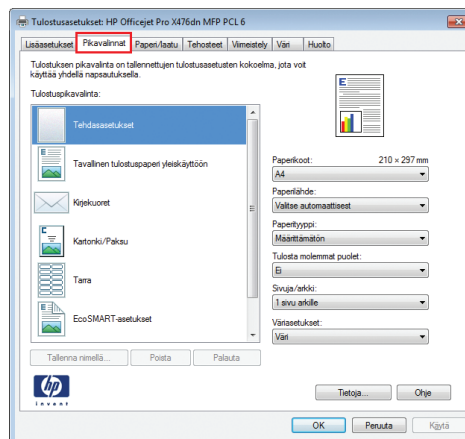 Tulostusasetukset: HP Officejet Pro X476dn MFP PCL 6
Lisäasetukset Pikavalinnat Paperi/laatu Tehosteet Viimeistely Väri Huolto
Tulostuksen pikavalinta on tallennettujen tulostusasetusten kokoelma, jota voit
käyttää yhdellä napsautuksella.
Tulostuspikavalinta:
Tehdasasetukset
Tavallinen tulostuspaperi yleiskäyttöön
Kirjekuoret
Kartonki/Paksu
Tarra
EcoSMART-asetukset
Tallenna nimellä... Poista Palauta
Paperikoot: 210 × 297 mm
A4
Paperilähde:
Valitse automaattisest
Paperityyppi:
Määrittämätön
Tulosta molemmat puolet:
Ei
Sivuja/arkki:
1 sivu arkille
Väriasetukset:
Väri
hp
invent
Tietoja... Ohje
OK Peruuta Käytä